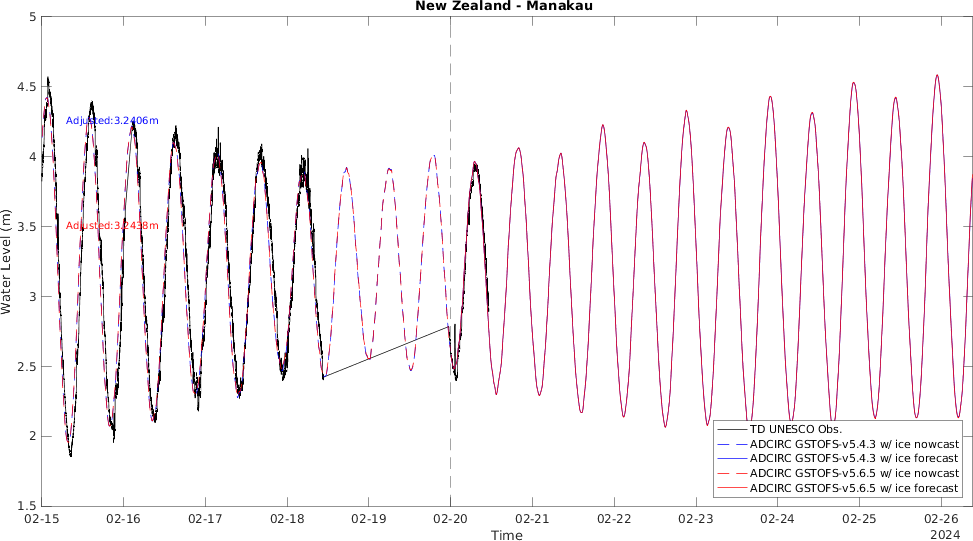 New Zealand - Manakau
5
4.5
4
3.5
3
2.5
2
1.5
Water Level (m)
Adjusted:3.2406m
Adjusted:3.2438m
TD UNESCO Obs.
ADCIRC GSTOFS-v5.4.3 w/ ice nowcast
ADCIRC GSTOFS-v5.4.3 w/ ice forecast
ADCIRC GSTOFS-v5.6.5 w/ ice nowcast
ADCIRC GSTOFS-v5.6.5 w/ ice forecast
02-15 02-16 02-17 02-18 02-19 02-20 02-21 02-22 02-23 02-24 02-25 02-26
Time
2024